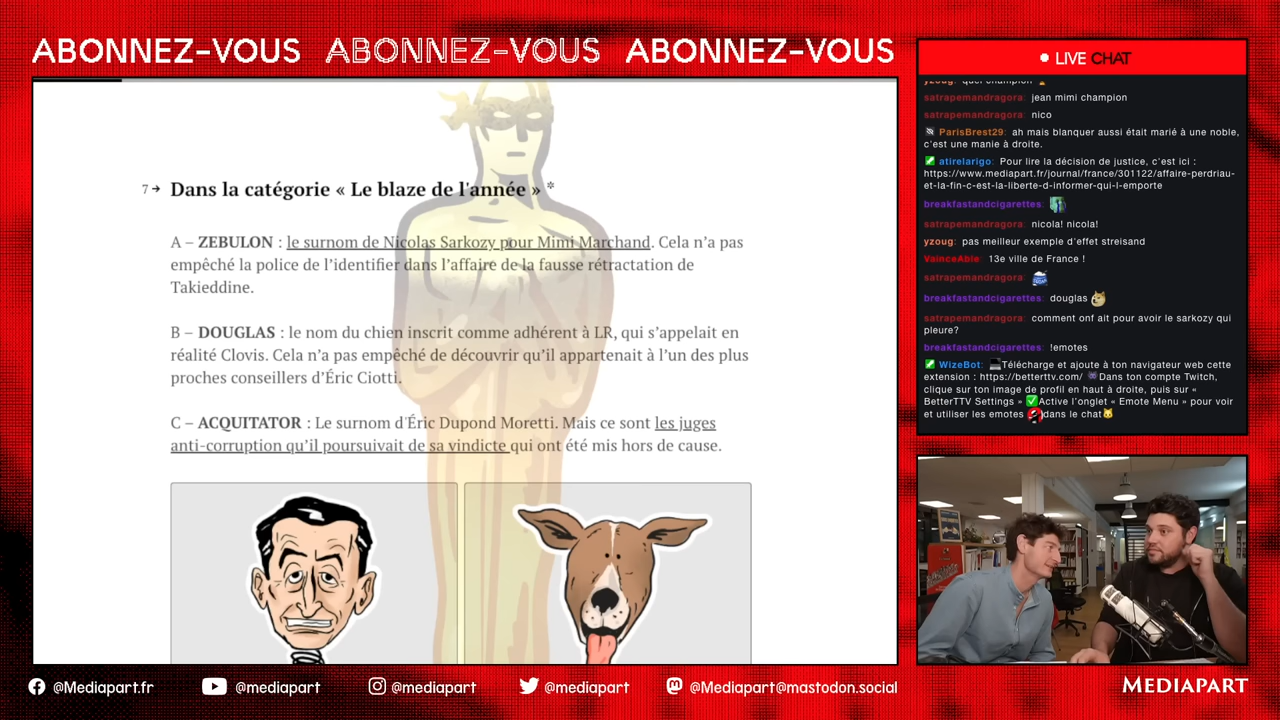 ABONNEZ-VOUS ABONNEZ-VOUS ABONNEZ-VOUS
7 → Dans la catégorie « Le blaze de l'année » *
A – ZEBULON : le surnom de Nicolas Sarkozy pour Mimi Marchand. Cela n’a pas
empêché la police de l’identifier dans l’affaire de la fausse rétractation de
Takieddine.
B – DOUGLAS : le nom du chien inscrit comme adhérent à LR, qui s’appelait en
réalité Clovis. Cela n’a pas empêché de découvrir qu’il appartenait à l’un des plus
proches conseillers d’Éric Ciotti.
C – ACQUITATOR : Le surnom d'Éric Dupond Moretti. Mais ce sont les juges
anti-corruption qu’il poursuivait de sa vindicte qui ont été mis hors de cause.
LIVE CHAT
yzoug: quel champion
satrapemandragora: jean mimi champion
satrapemandragora: nico
ParisBrest29: ah mais blanquer aussi était marié à une noble,
c’est une manie à droite.
atirelarigo: Pour lire la décision de justice, c’est ici :
https://www.mediapart.fr/journal/france/301122/affaire-perdriau-
et-la-fin-c-est-la-liberte-d-informer-qui-l-emporte
breakfastandcigarettes:
satrapemandragora: nicola! nicola!
yzoug: pas meilleur exemple d’effet streisand
VainceAble: 13e ville de France !
satrapemandragora:
breakfastandcigarettes: douglas
satrapemandragora: comment onf ait pour avoir le sarkozy qui
pleure?
breakfastandcigarettes: !emotes
WizeBot: Télécharge et ajoute à ton navigateur web cette
extension : https://betterttv.com/ Dans ton compte Twitch,
clique sur ton image de profil en haut à droite, puis sur «
BetterTTV Settings » Active l’onglet « Emote Menu » pour voir
et utiliser les emotes dans le chat
@Mediapart.fr @mediapart @mediapart @mediapart @Mediapart@mastodon.social
MEDIAPART